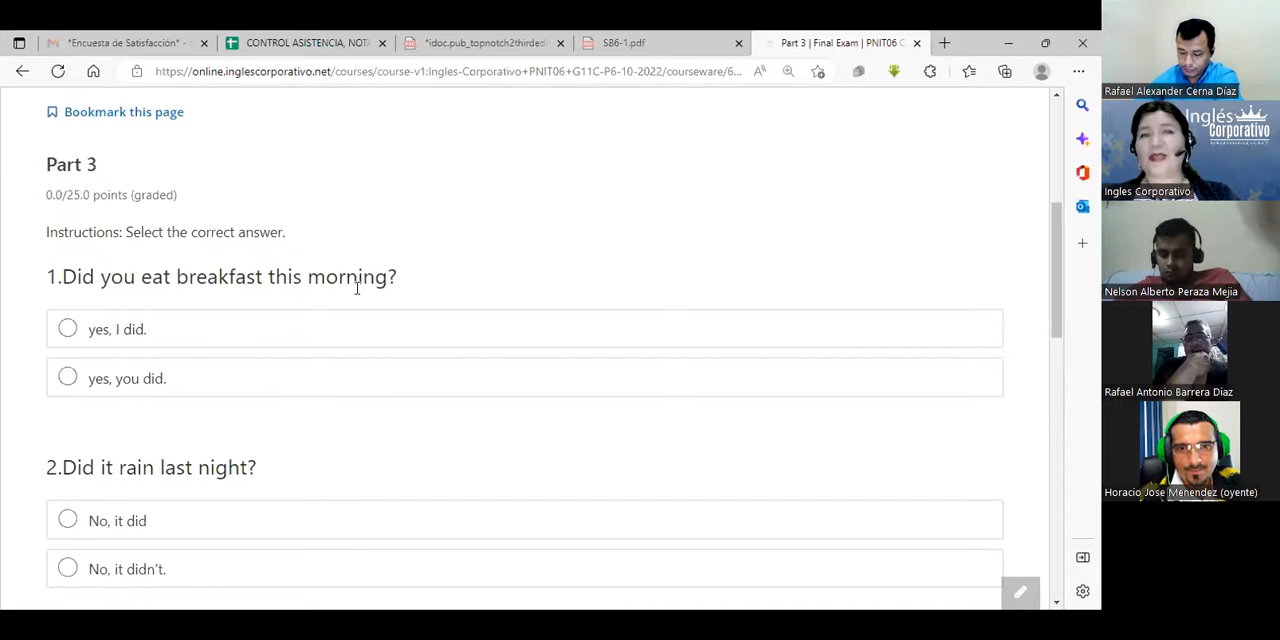 *Encuesta de Satisfacción* -
CONTROL ASISTENCIA, NOT
*idoc.pub_topnotch2thirded
SB6-1.pdf
Part 3 | Final Exam | PNIT06 C
https://online.inglescorporativo.net/courses/course-v1:Ingles-Corporativo+PNIT06+G11C-P6-10-2022/courseware/6...
Bookmark this page
Part 3
0.0/25.0 points (graded)
Instructions: Select the correct answer.
1.Did you eat breakfast this morning?
yes, I did.
yes, you did.
2.Did it rain last night?
No, it did
No, it didn't.
Rafael Alexander Cerna Díaz
Inglés
Corporativo
Ingles Corporativo
Nelson Alberto Peraza Mejia
Rafael Antonio Barrera Diaz
Horacio Jose Menendez (oyente)